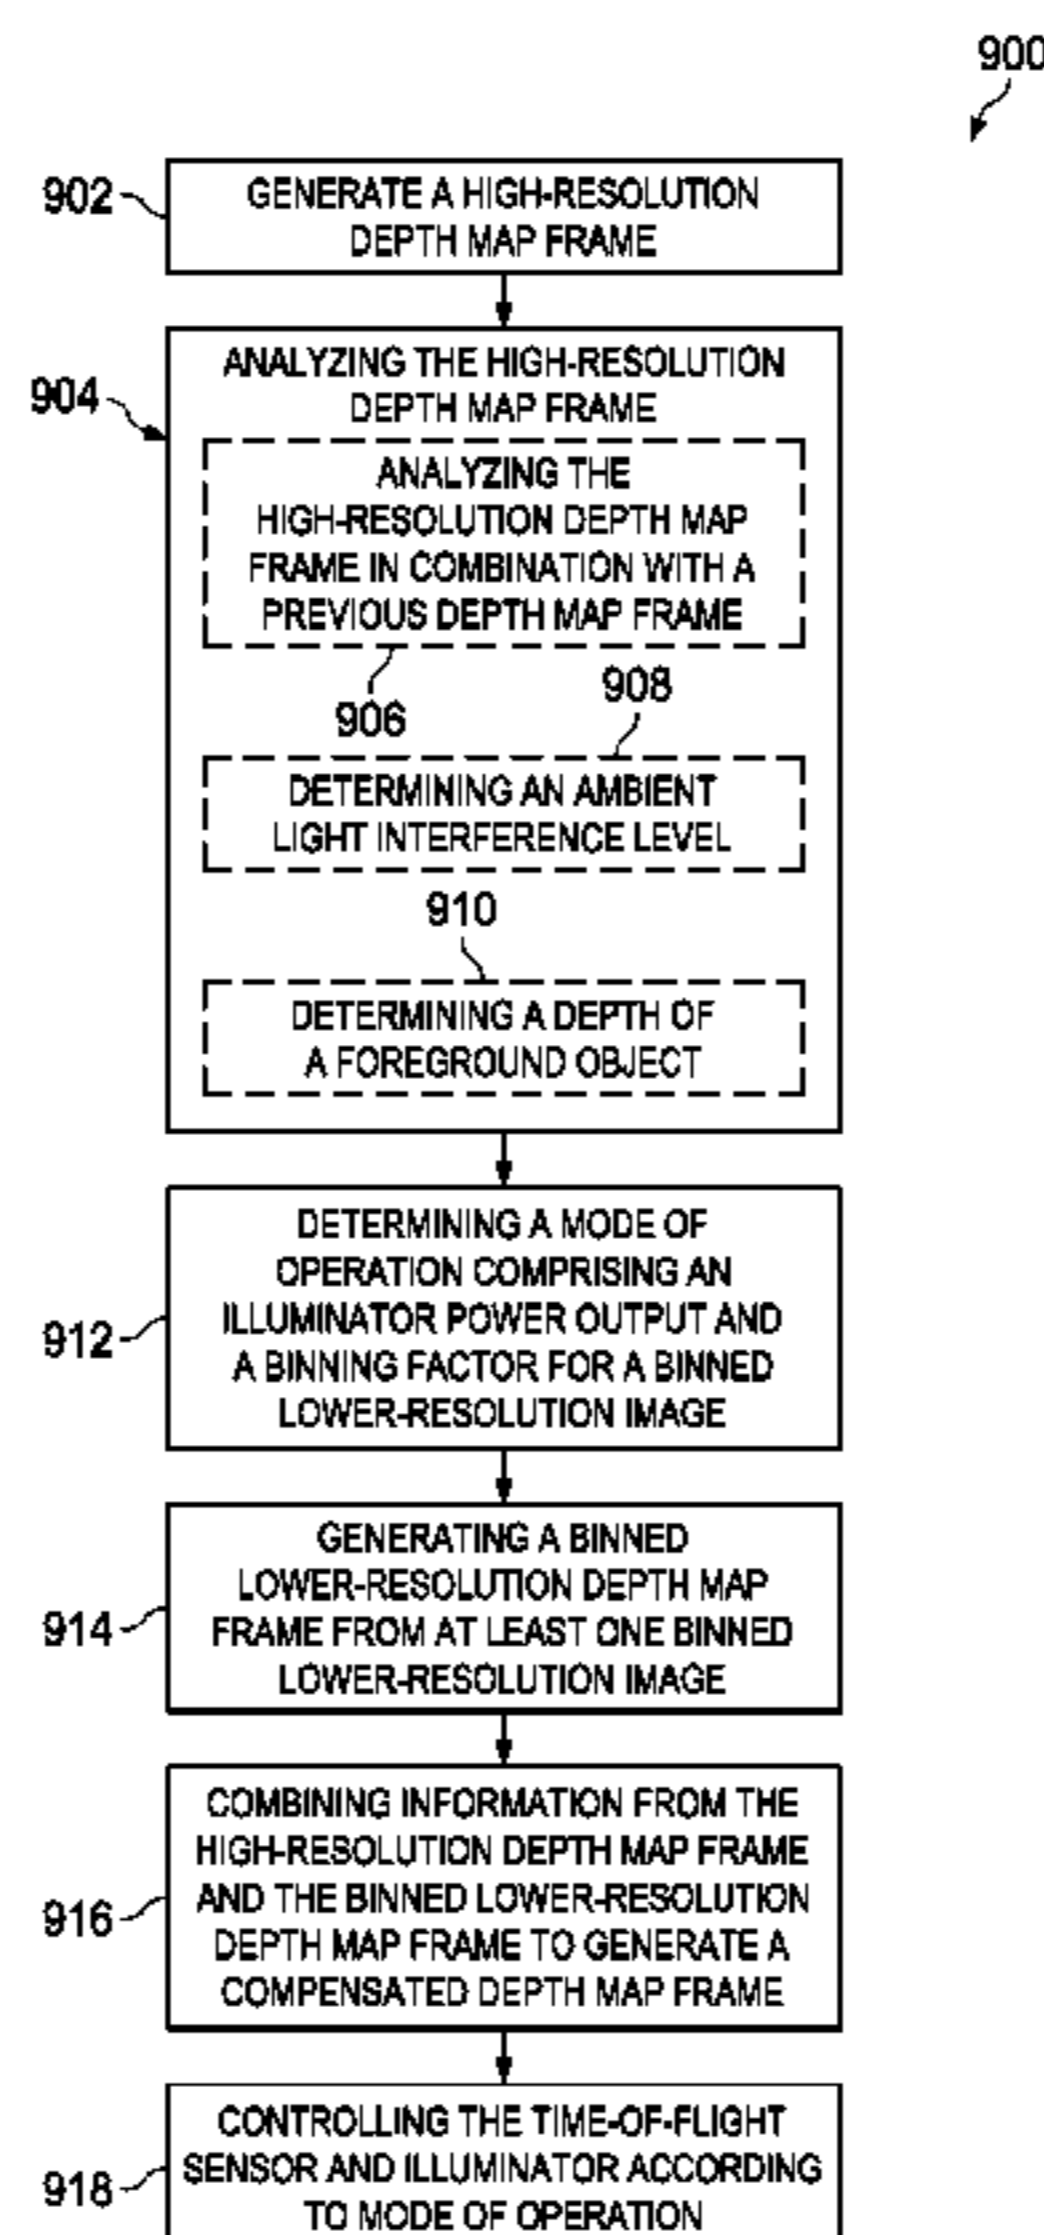 900
902
GENERATE A HIGH-RESOLUTION
DEPTH MAP FRAME
904
ANALYZING THE HIGH-RESOLUTION
DEPTH MAP FRAME
ANALYZING THE
HIGH-RESOLUTION DEPTH MAP
FRAME IN COMBINATION WITH A
PREVIOUS DEPTH MAP FRAME
906
908
DETERMINING AN AMBIENT
LIGHT INTERFERENCE LEVEL
910
DETERMINING A DEPTH OF
A FOREGROUND OBJECT
912
DETERMINING A MODE OF
OPERATION COMPRISING AN
ILLUMINATOR POWER OUTPUT AND
A BINNING FACTOR FOR A BINNED
LOWER-RESOLUTION IMAGE
914
GENERATING A BINNED
LOWER-RESOLUTION DEPTH MAP
FRAME FROM AT LEAST ONE BINNED
LOWER-RESOLUTION IMAGE
916
COMBINING INFORMATION FROM THE
HIGH-RESOLUTION DEPTH MAP FRAME
AND THE BINNED LOWER-RESOLUTION
DEPTH MAP FRAME TO GENERATE A
COMPENSATED DEPTH MAP FRAME
918
CONTROLLING THE TIME-OF-FLIGHT
SENSOR AND ILLUMINATOR ACCORDING
TO MODE OF OPERATION